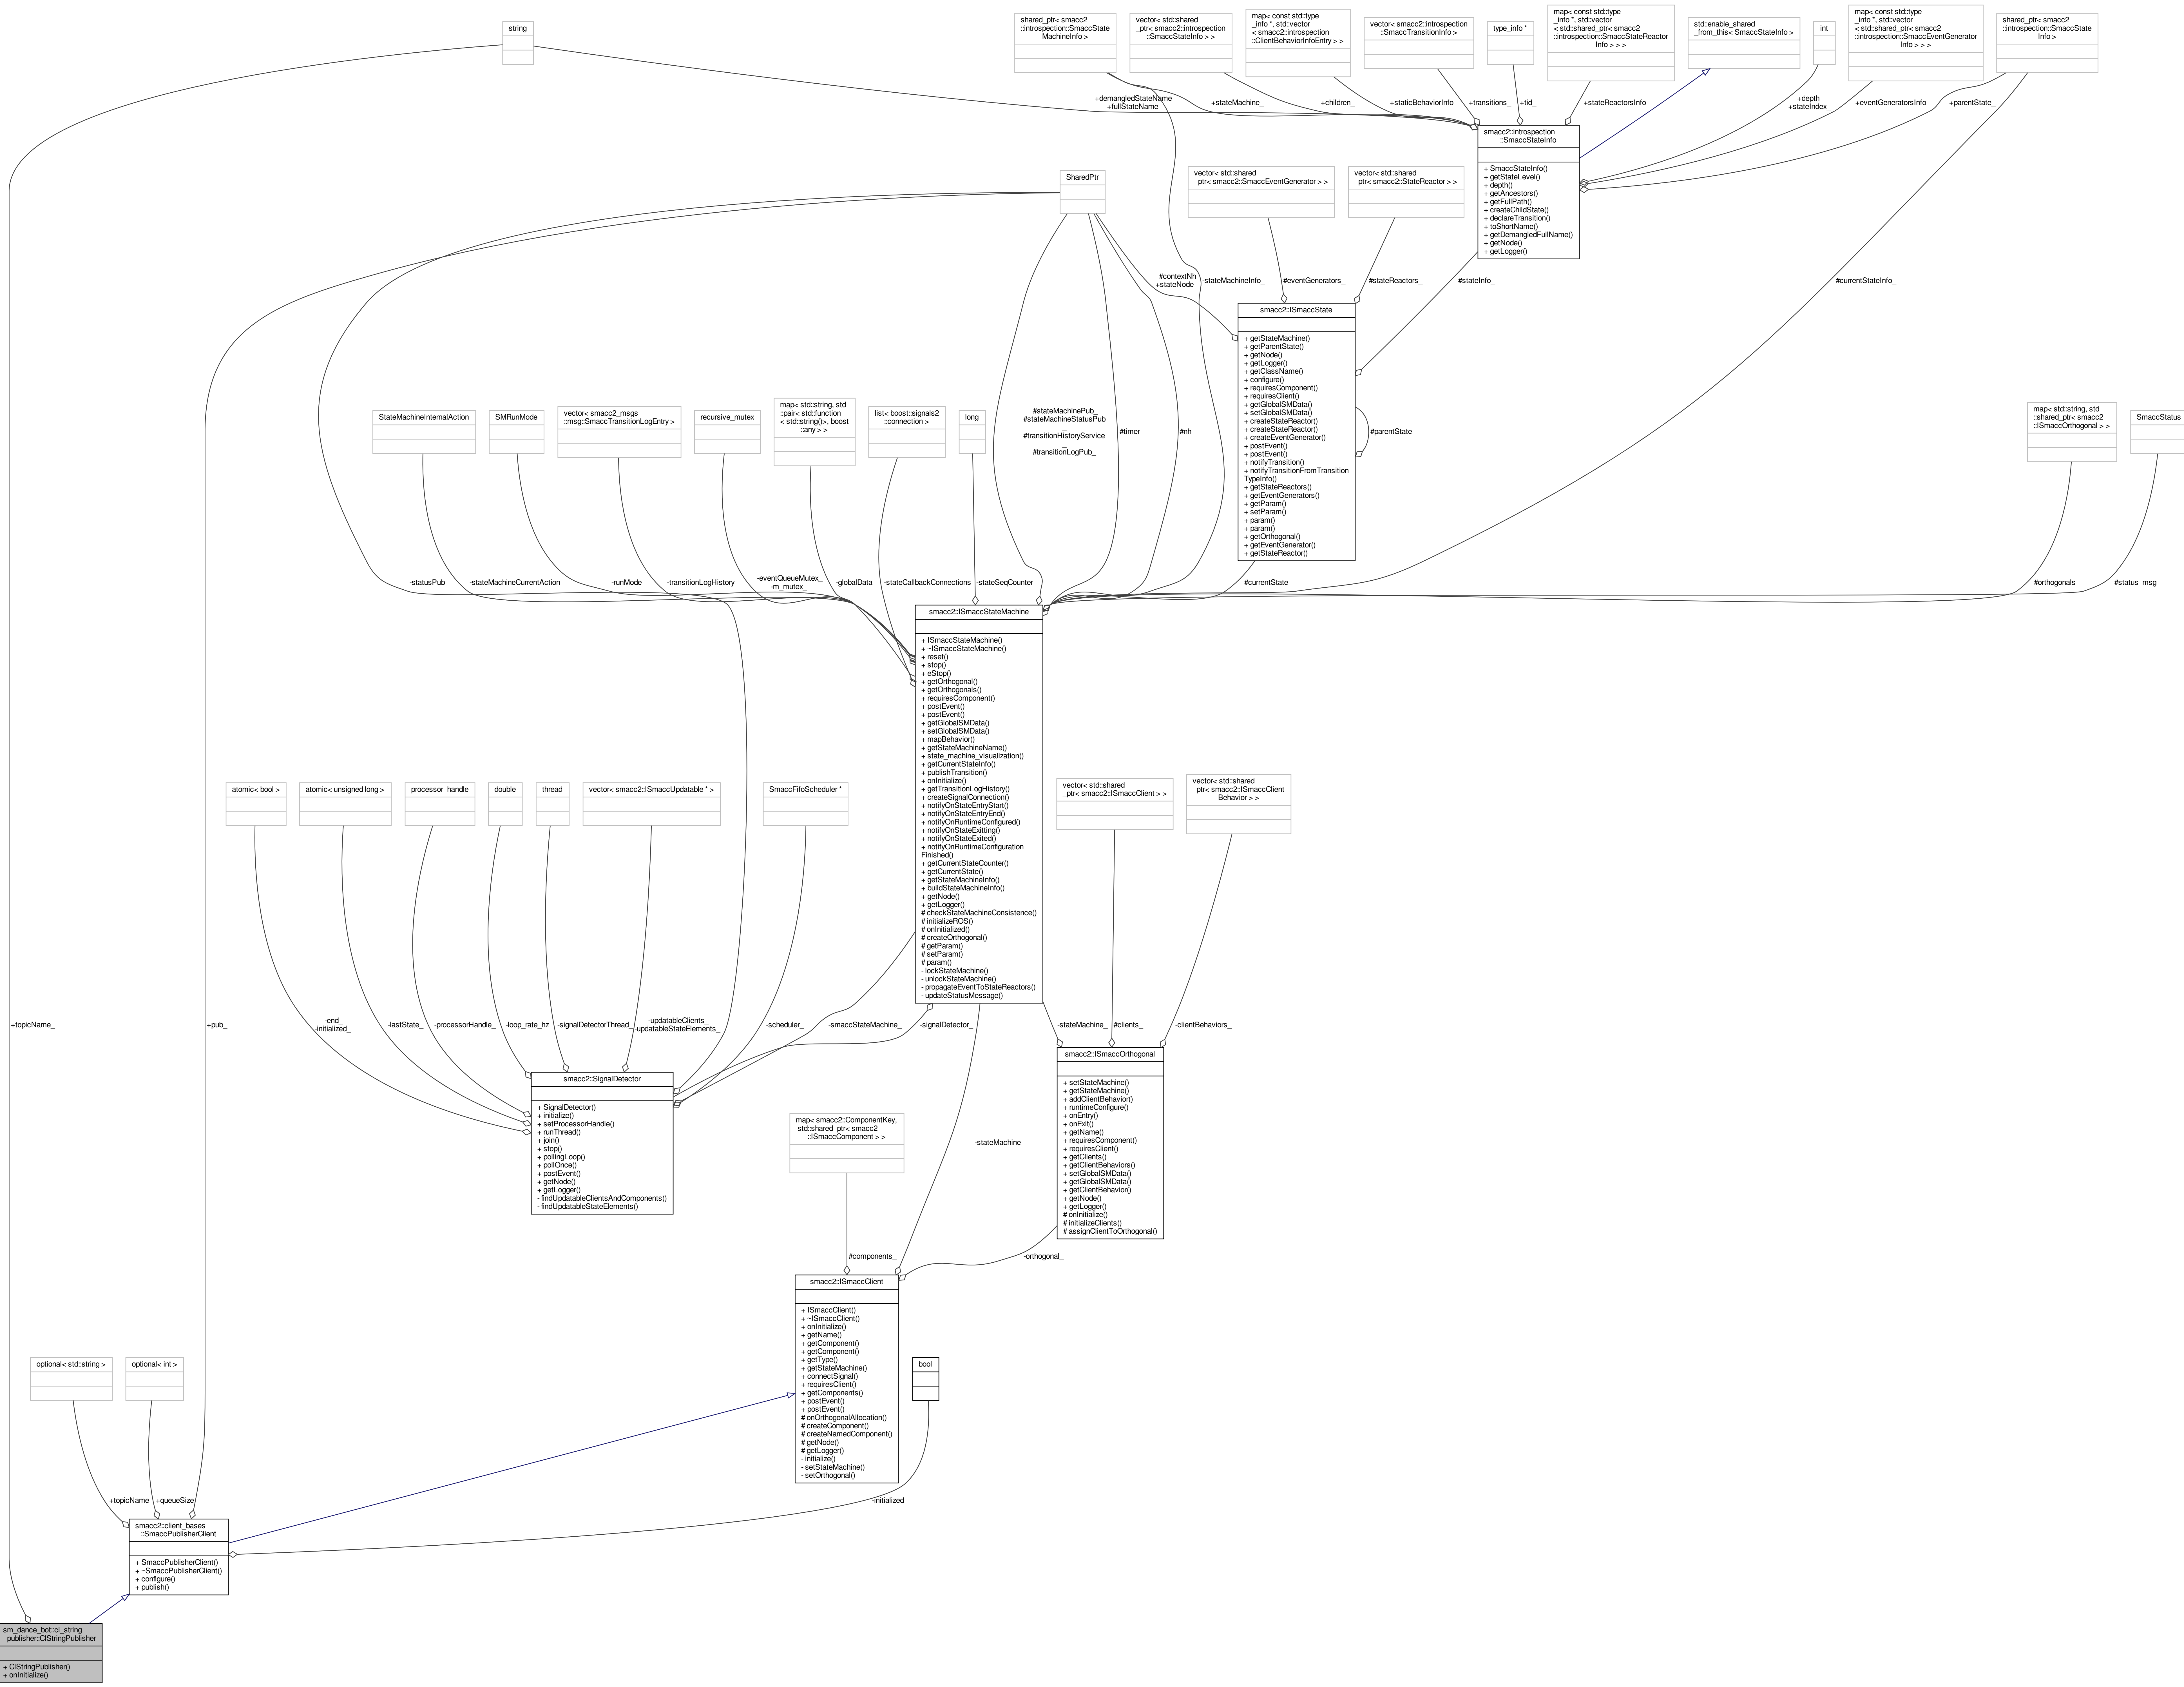 string
shared_ptr< smacc2
::introspection::SmaccState
MachineInfo >
vector< std::shared
_ptr< smacc2::introspection
::SmaccStateInfo > >
map< const std::type
_info *, std::vector
< smacc2::introspection
::ClientBehaviorInfoEntry > >
vector< smacc2::introspection
::SmaccTransitionInfo >
type_info *
map< const std::type
_info *, std::vector
< std::shared_ptr< smacc2
::introspection::SmaccStateReactor
Info > > >
std::enable_shared
_from_this< SmaccStateInfo >
int
map< const std::type
_info *, std::vector
< std::shared_ptr< smacc2
::introspection::SmaccEventGenerator
Info > > >
shared_ptr< smacc2
::introspection::SmaccState
Info >
+demangledStateName
+fullStateName
+stateMachine_
+children_
+staticBehaviorInfo
+transitions_
+tid_
+stateReactorsInfo
+depth_
+stateIndex_
+eventGeneratorsInfo
+parentState_
smacc2::introspection
::SmaccStateInfo
+ SmaccStateInfo()
+ getStateLevel()
+ depth()
+ getAncestors()
+ getFullPath()
+ createChildState()
+ declareTransition()
+ toShortName()
+ getDemangledFullName()
+ getNode()
+ getLogger()
SharedPtr
vector< std::shared
_ptr< smacc2::SmaccEventGenerator > >
vector< std::shared
_ptr< smacc2::StateReactor > >
#contextNh
+stateNode_
-stateMachineInfo_
#eventGenerators_
#stateReactors_
#stateInfo_
#currentStateInfo_
smacc2::ISmaccState
+ getStateMachine()
+ getParentState()
+ getNode()
+ getLogger()
+ getClassName()
+ configure()
+ requiresComponent()
+ requiresClient()
+ getGlobalSMData()
+ setGlobalSMData()
+ createStateReactor()
+ createStateReactor()
+ createEventGenerator()
+ postEvent()
+ postEvent()
+ notifyTransition()
+ notifyTransitionFromTransition
TypeInfo()
+ getStateReactors()
+ getEventGenerators()
+ getParam()
+ setParam()
+ param()
+ param()
+ getOrthogonal()
+ getEventGenerator()
+ getStateReactor()
#parentState_
StateMachineInternalAction
SMRunMode
vector< smacc2_msgs
::msg::SmaccTransitionLogEntry >
recursive_mutex
map< std::string, std
::pair< std::function
< std::string()>, boost
::any > >
list< boost::signals2
::connection >
long
#stateMachinePub_
#stateMachineStatusPub
_
#transitionHistoryService
_
#transitionLogPub_
#timer_
#nh_
map< std::string, std
::shared_ptr< smacc2
::ISmaccOrthogonal > >
SmaccStatus
-statusPub_
-stateMachineCurrentAction
-runMode_
-transitionLogHistory_
-eventQueueMutex_
-m_mutex_
-globalData_
-stateCallbackConnections
-stateSeqCounter_
#currentState_
#orthogonals_
#status_msg_
smacc2::ISmaccStateMachine
+ ISmaccStateMachine()
+ ~ISmaccStateMachine()
+ reset()
+ stop()
+ eStop()
+ getOrthogonal()
+ getOrthogonals()
+ requiresComponent()
+ postEvent()
+ postEvent()
+ getGlobalSMData()
+ setGlobalSMData()
+ mapBehavior()
+ getStateMachineName()
+ state_machine_visualization()
+ getCurrentStateInfo()
+ publishTransition()
+ onInitialize()
+ getTransitionLogHistory()
+ createSignalConnection()
+ notifyOnStateEntryStart()
+ notifyOnStateEntryEnd()
+ notifyOnRuntimeConfigured()
+ notifyOnStateExitting()
+ notifyOnStateExited()
+ notifyOnRuntimeConfiguration
Finished()
+ getCurrentStateCounter()
+ getCurrentState()
+ getStateMachineInfo()
+ buildStateMachineInfo()
+ getNode()
+ getLogger()
# checkStateMachineConsistence()
# initializeROS()
# onInitialized()
# createOrthogonal()
# getParam()
# setParam()
# param()
- lockStateMachine()
- unlockStateMachine()
- propagateEventToStateReactors()
- updateStatusMessage()
atomic< bool >
atomic< unsigned long >
processor_handle
double
thread
vector< smacc2::ISmaccUpdatable * >
SmaccFifoScheduler *
vector< std::shared
_ptr< smacc2::ISmaccClient > >
vector< std::shared
_ptr< smacc2::ISmaccClient
Behavior > >
+topicName_
+pub_
-end_
-initialized_
-lastState_
-processorHandle_
-loop_rate_hz
-signalDetectorThread_
-updatableClients_
-updatableStateElements_
-scheduler_
-smaccStateMachine_
-signalDetector_
-stateMachine_
#clients_
-clientBehaviors_
smacc2::SignalDetector
+ SignalDetector()
+ initialize()
+ setProcessorHandle()
+ runThread()
+ join()
+ stop()
+ pollingLoop()
+ pollOnce()
+ postEvent()
+ getNode()
+ getLogger()
- findUpdatableClientsAndComponents()
- findUpdatableStateElements()
smacc2::ISmaccOrthogonal
+ setStateMachine()
+ getStateMachine()
+ addClientBehavior()
+ runtimeConfigure()
+ onEntry()
+ onExit()
+ getName()
+ requiresComponent()
+ requiresClient()
+ getClients()
+ getClientBehaviors()
+ setGlobalSMData()
+ getGlobalSMData()
+ getClientBehavior()
+ getNode()
+ getLogger()
# onInitialize()
# initializeClients()
# assignClientToOrthogonal()
map< smacc2::ComponentKey,
std::shared_ptr< smacc2
::ISmaccComponent > >
-stateMachine_
#components_
-orthogonal_
smacc2::ISmaccClient
+ ISmaccClient()
+ ~ISmaccClient()
+ onInitialize()
+ getName()
+ getComponent()
+ getComponent()
+ getType()
+ getStateMachine()
+ connectSignal()
+ requiresClient()
+ getComponents()
+ postEvent()
+ postEvent()
# onOrthogonalAllocation()
# createComponent()
# createNamedComponent()
# getNode()
# getLogger()
- initialize()
- setStateMachine()
- setOrthogonal()
optional< std::string >
optional< int >
bool
+topicName
+queueSize
-initialized_
smacc2::client_bases
::SmaccPublisherClient
+ SmaccPublisherClient()
+ ~SmaccPublisherClient()
+ configure()
+ publish()
sm_dance_bot::cl_string
_publisher::ClStringPublisher
+ ClStringPublisher()
+ onInitialize()